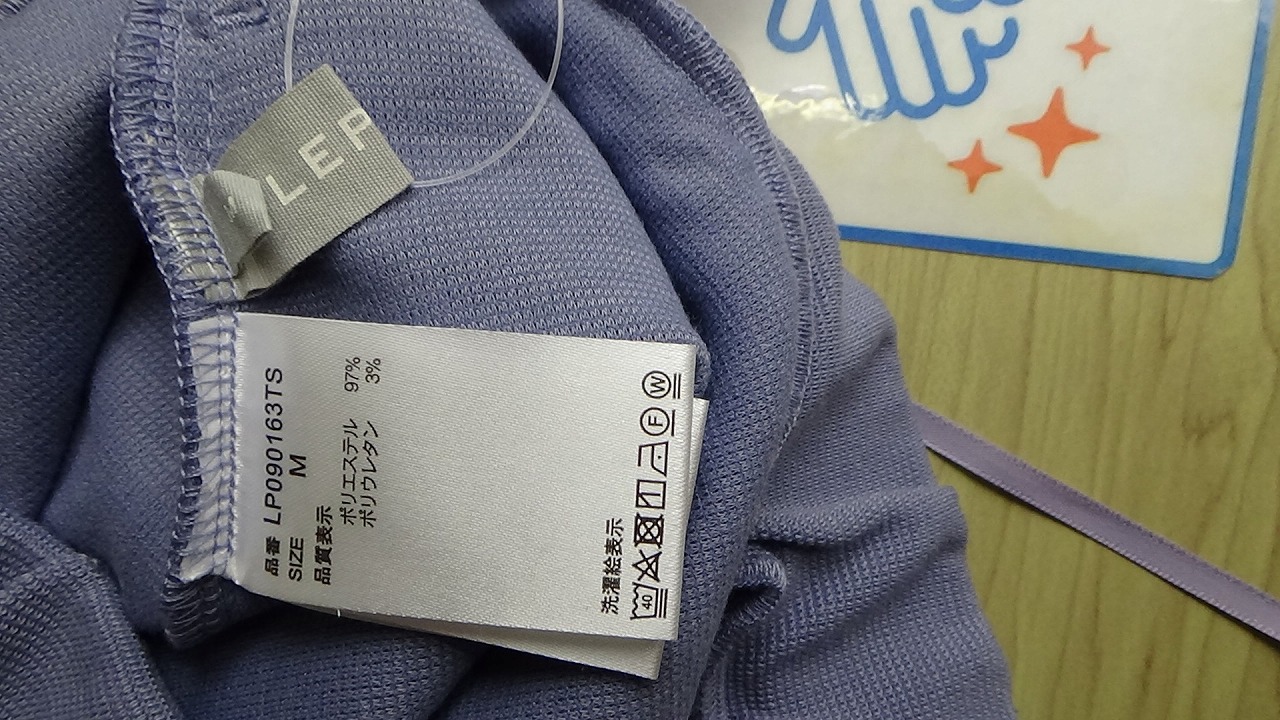 LEP
品番 LP090163TS
SIZE M
品質表示
ポリエステル 97%
ポリウレタン 3%
洗濯絵表示
40 F W